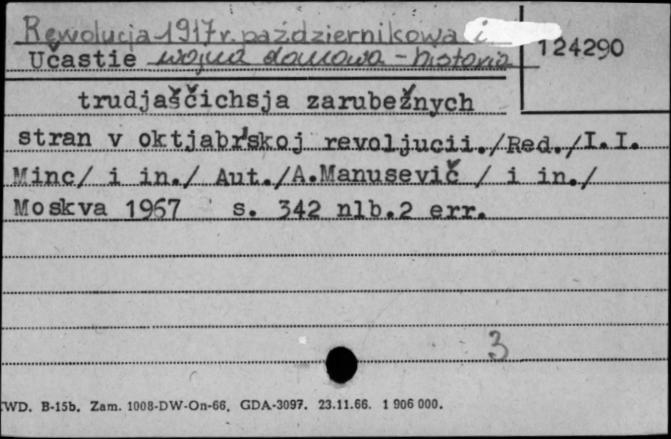 Rewolucja 1917 r. październikowa i
Učastie wojna domowa - historia
124290
trudjaščichsja zarubežnych
stran v oktjabr'skoj revoljucii./Red./I.I.
Minc/ i in./ Aut./A.Manusevič / i in./
Moskva 1967 s. 342 nlb.2 err.
3
WD. B-15b. Zam. 1008-DW-On-66. GDA-3097. 23.11.66. 1 906 000.